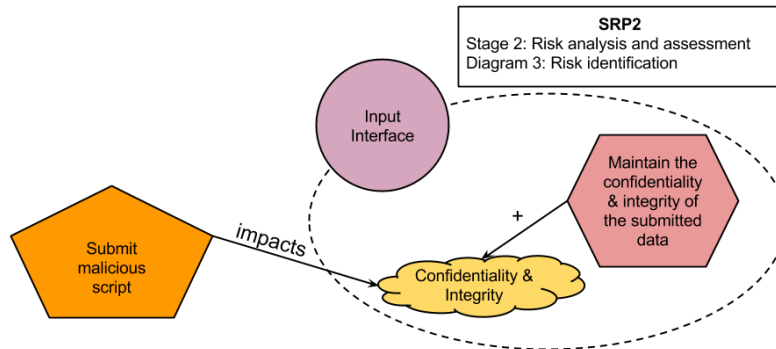 SRP2
Stage 2: Risk analysis and assessment
Diagram 3: Risk identification
Input
Interface
Maintain the
confidentiality
& integrity of
the submitted
data
+
impacts
Submit
malicious
script
Confidentiality &
Integrity